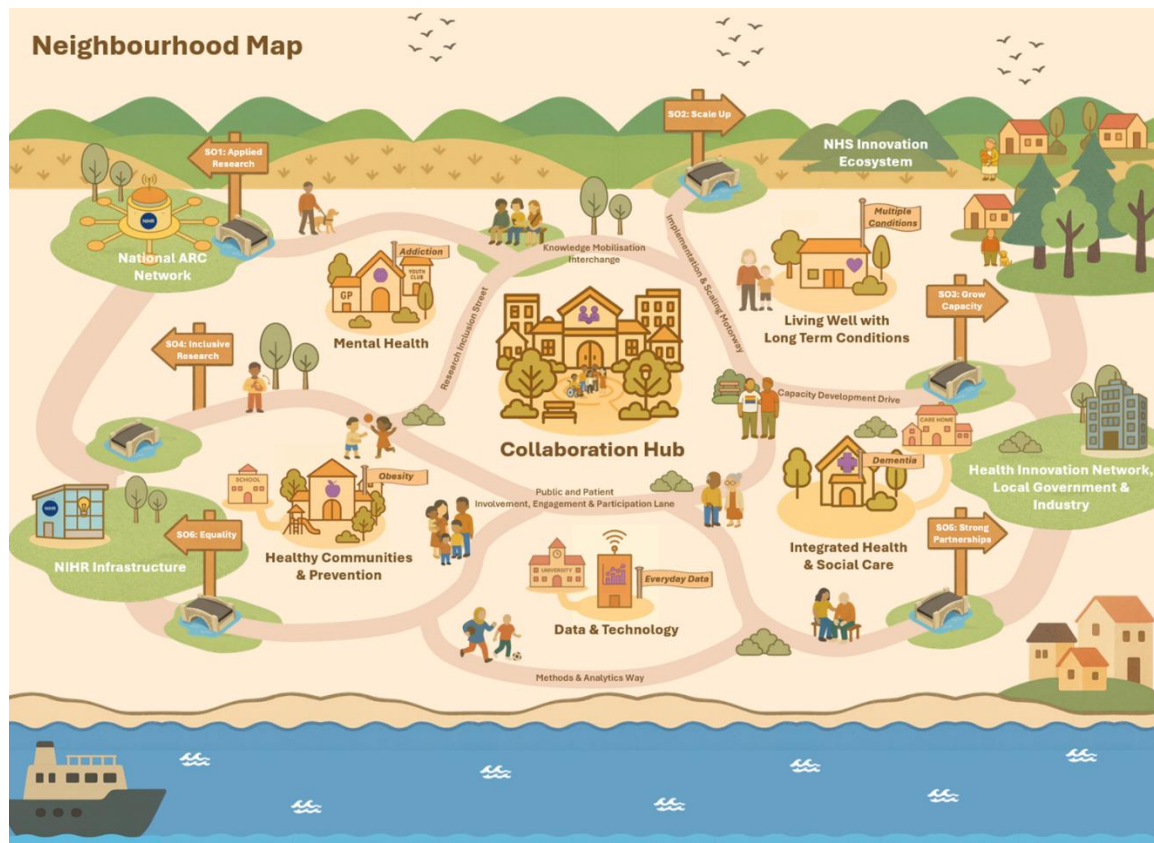 Neighbourhood Map
SO2: Scale Up
SO1: Applied
Research
NHS Innovation
Ecosystem
NIHR
National ARC
Network
Addiction
GP
YOUTH
CLUB
Mental Health
Knowledge Mobilisation
Interchange
Research Inclusion Street
Implementation & Scaling Motorway
Multiple
Conditions
Living Well with
Long Term Conditions
SO3: Grow
Capacity
SO4: Inclusive
Research
Collaboration Hub
Capacity Development Drive
CARE HOME
Dementia
Integrated Health
& Social Care
Health Innovation Network,
Local Government &
Industry
SCHOOL
Obesity
Healthy Communities
& Prevention
Public and Patient
Involvement, Engagement & Participation Lane
NIHR
NIHR Infrastructure
SO6: Equality
SO5: Strong
Partnerships
UNIVERSITY
Everyday Data
Data & Technology
Methods & Analytics Way